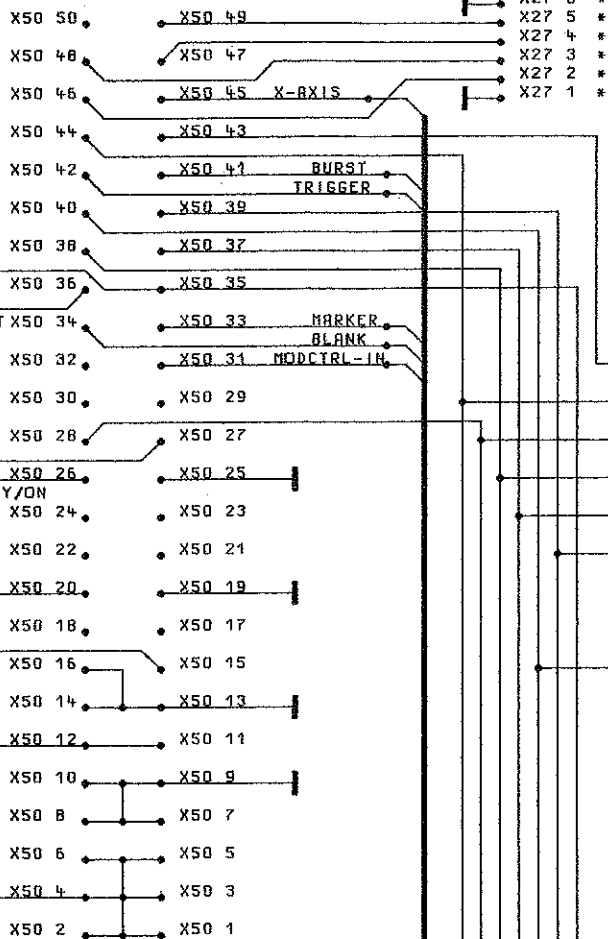 X27 6 *
X50 50 X50 49 X27 5 *
X27 4 *
X50 48 X50 47 X27 3 *
X27 2 *
X50 46 X50 45 X-AXIS X27 1 *
X50 44 X50 43
X50 42 X50 41 BURST
TRIGGER
X50 40 X50 39
X50 38 X50 37
X50 36 X50 35
T X50 34 X50 33 MARKER
BLANK
X50 32 X50 31 MODCTRL-IN
X50 30 X50 29
X50 28 X50 27
X50 26 X50 25
Y/ON
X50 24 X50 23
X50 22 X50 21
X50 20 X50 19
X50 18 X50 17
X50 16 X50 15
X50 14 X50 13
X50 12 X50 11
X50 10 X50 9
X50 8 X50 7
X50 6 X50 5
X50 4 X50 3
X50 2 X50 1